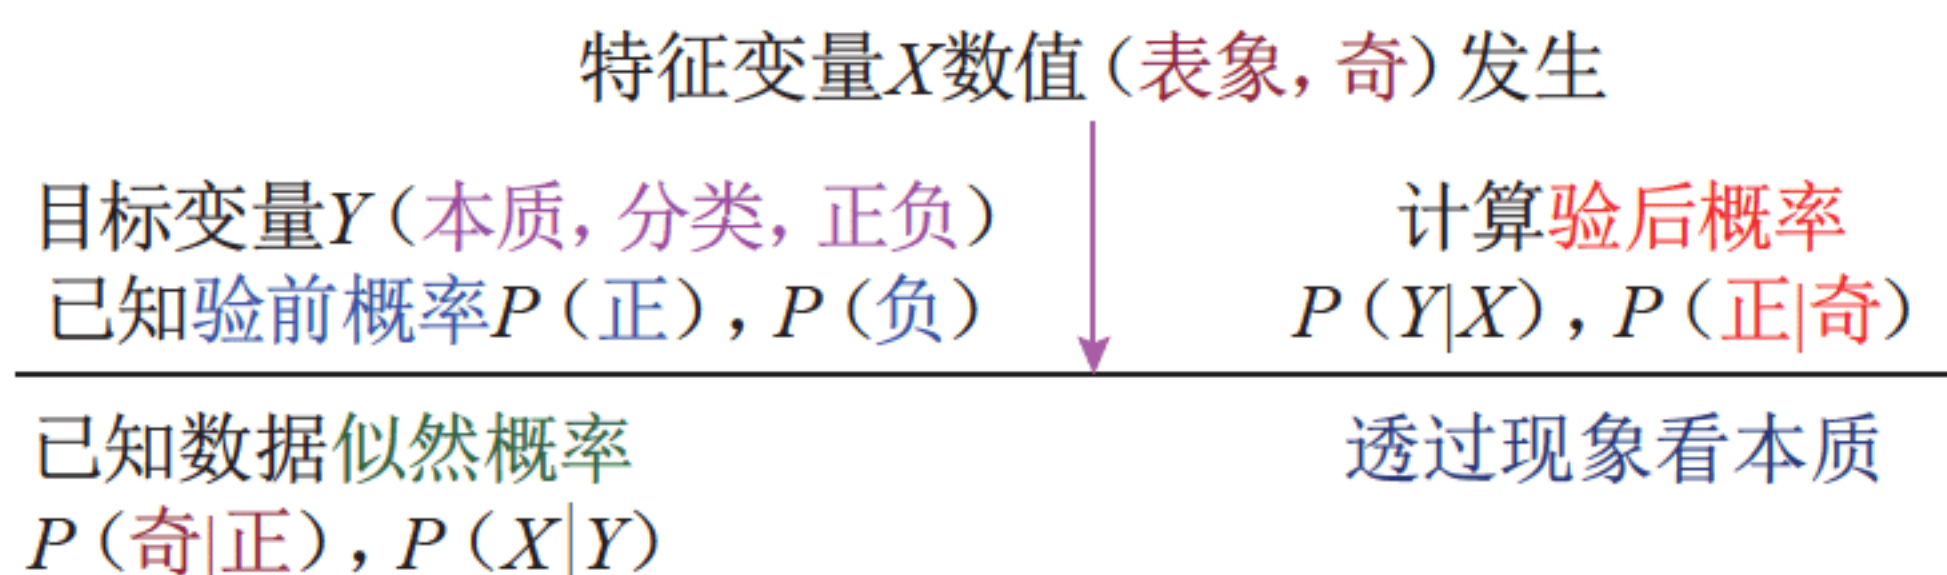 特征变量X数值（表象，奇）发生
目标变量Y（本质，分类，正负）
已知验前概率P（正），P（负）
计算验后概率
P（Y|X），P（正|奇）
已知数据似然概率
P（奇|正），P（X|Y）
透过现象看本质